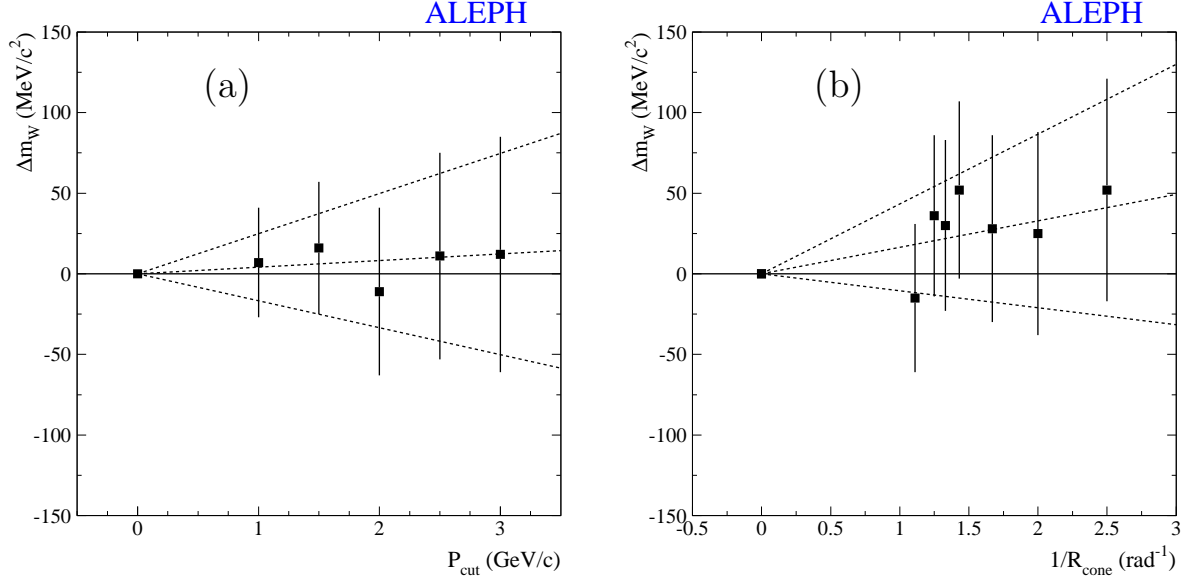 ALEPH
Δm_W (MeV/c²)
(a)
150
100
50
0
-50
-100
-150
0 1 2 3
P_cut (GeV/c)
ALEPH
Δm_W (MeV/c²)
(b)
150
100
50
0
-50
-100
-150
-0.5 0 0.5 1 1.5 2 2.5 3
1/R_cone (rad⁻¹)